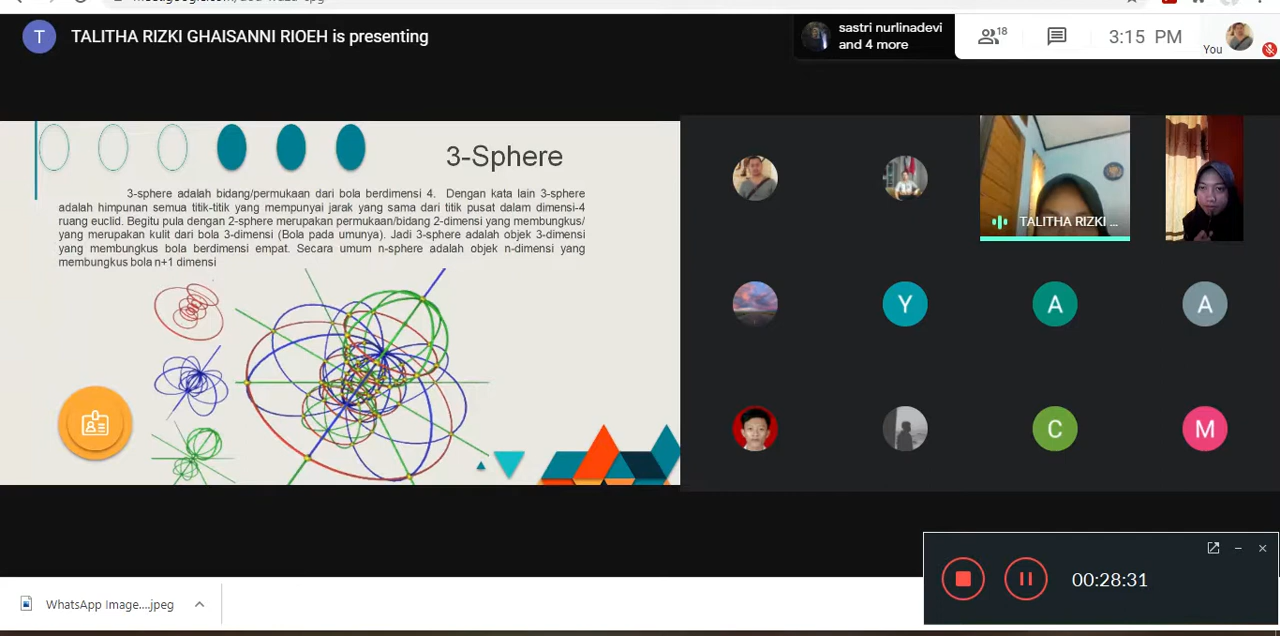 TALITHA RIZKI GHAISANNI RIOEH is presenting
sastri nurlinadevi
and 4 more
18
3:15 PM
You
T
3-Sphere
3-sphere adalah bidang/permukaan dari bola berdimensi 4. Dengan kata lain 3-sphere
adalah himpunan semua titik-titik yang mempunyai jarak yang sama dari titik pusat dalam dimensi-4
ruang euclid. Begitu pula dengan 2-sphere merupakan permukaan/bidang 2-dimensi yang membungkus/
yang merupakan kulit dari bola 3-dimensi (Bola pada umunya). Jadi 3-sphere adalah objek 3-dimensi
yang membungkus bola berdimensi empat. Secara umum n-sphere adalah objek n-dimensi yang
membungkus bola n+1 dimensi
TALITHA RIZKI ...
Y
A
A
C
M
00:28:31
WhatsApp Image....jpeg